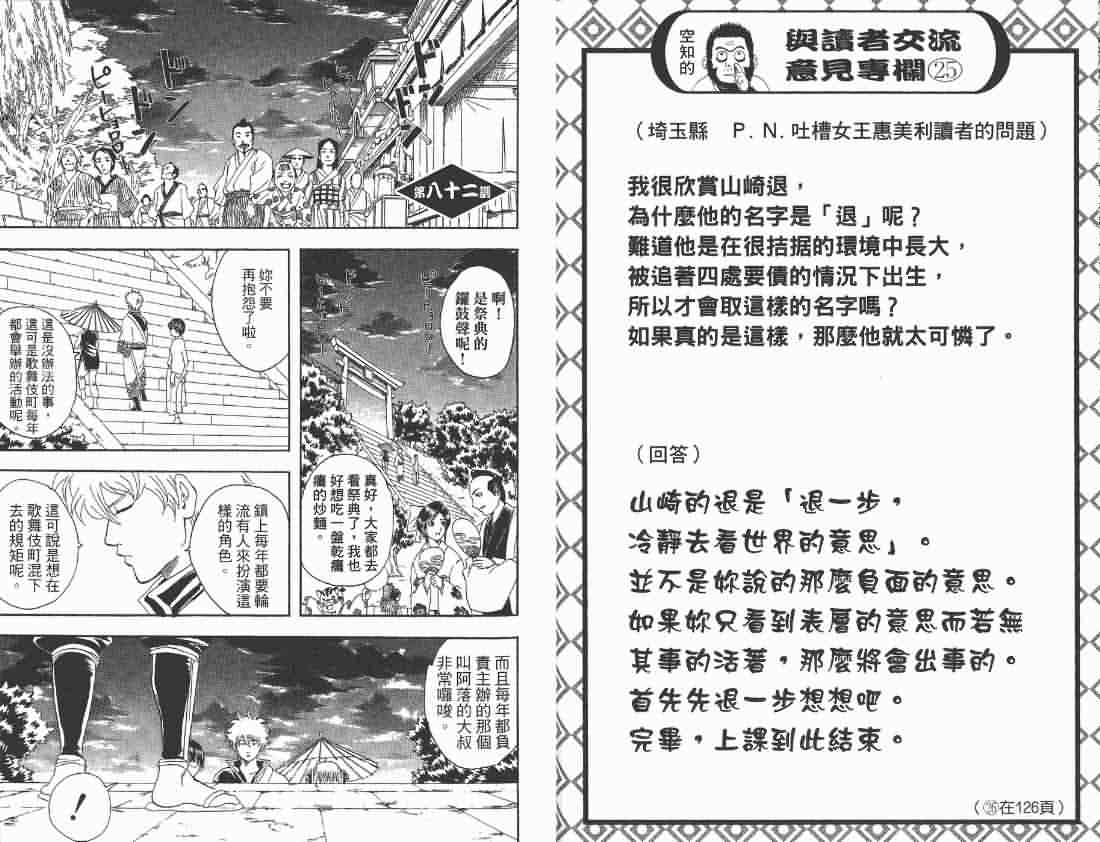 空知的
與讀者交流
意見專欄㉕
（埼玉縣　P.N.吐槽女王惠美利讀者的問題）
我很欣賞山崎退，
為什麼他的名字是「退」呢？
難道他是在很拮据的環境中長大，
被追著四處要債的情況下出生，
所以才會取這樣的名字嗎？
如果真的是這樣，那麼他就太可憐了。
（回答）
山崎的退是「退一步，
冷靜去看世界的意思」。
並不是妳說的那麼負面的意思。
如果妳只看到表層的意思而若無
其事的活著，那麼將會出事的。
首先先退一步想想吧。
完畢，上課到此結束。
（㉖在126頁）
ドン
ドン
ドン
ピーヒョロロ
第八十二訓
啊！
是祭典的
鑼鼓聲呢！
真好，大家都去
看祭典了，我也
好想吃一盤乾癟
癟的炒麵。
妳不要
再抱怨了啦。
這是沒辦法的事，
這可是歌舞伎町每年
都會舉辦的活動呢。
鎮上每年都要輪
流有人來扮演這
樣的角色。
這可說是想在
歌舞伎町混下
去的規矩呢。
而且每年都負
責主辦的那個
叫阿落的大叔
非常囉唆。
！